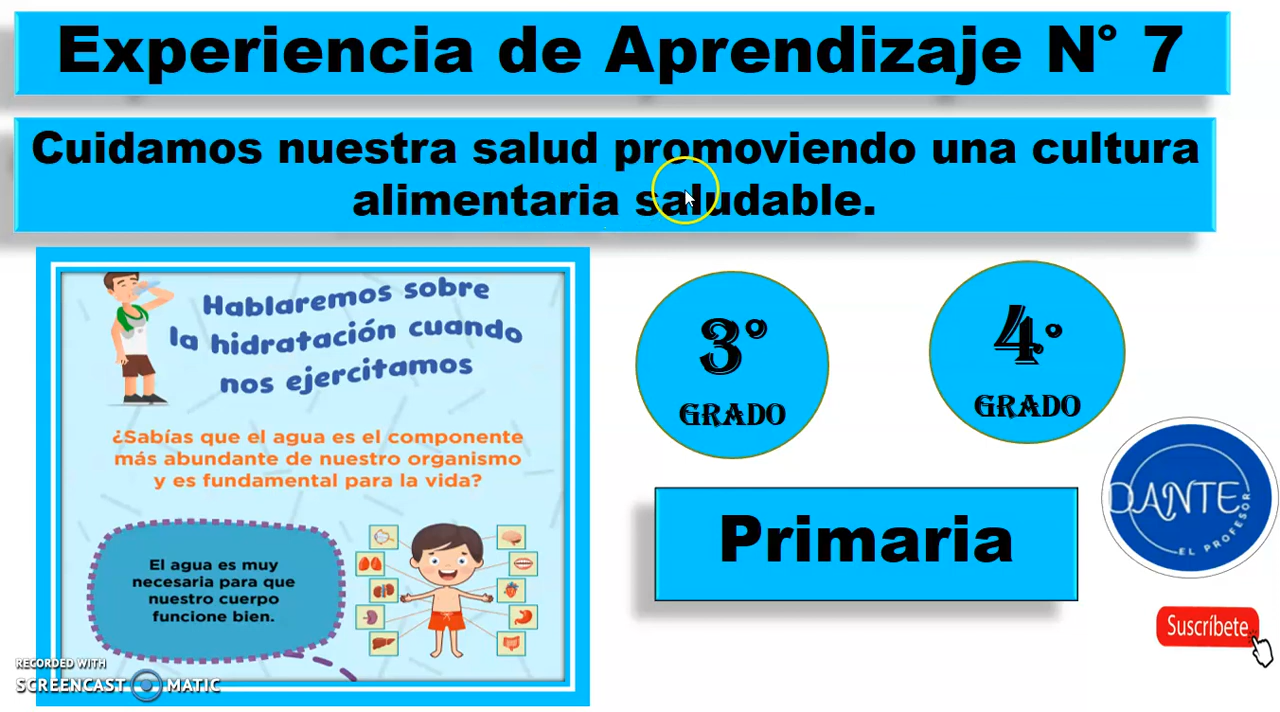 Experiencia de Aprendizaje N° 7
Cuidamos nuestra salud promoviendo una cultura
alimentaria saludable.
Hablaremos sobre
la hidratación cuando
nos ejercitamos
¿Sabías que el agua es el componente
más abundante de nuestro organismo
y es fundamental para la vida?
El agua es muy
necesaria para que
nuestro cuerpo
funcione bien.
3°
GRADO
4°
GRADO
Primaria
DANTE
EL PROFESOR
Suscríbete
RECORDED WITH
SCREENCAST MATIC